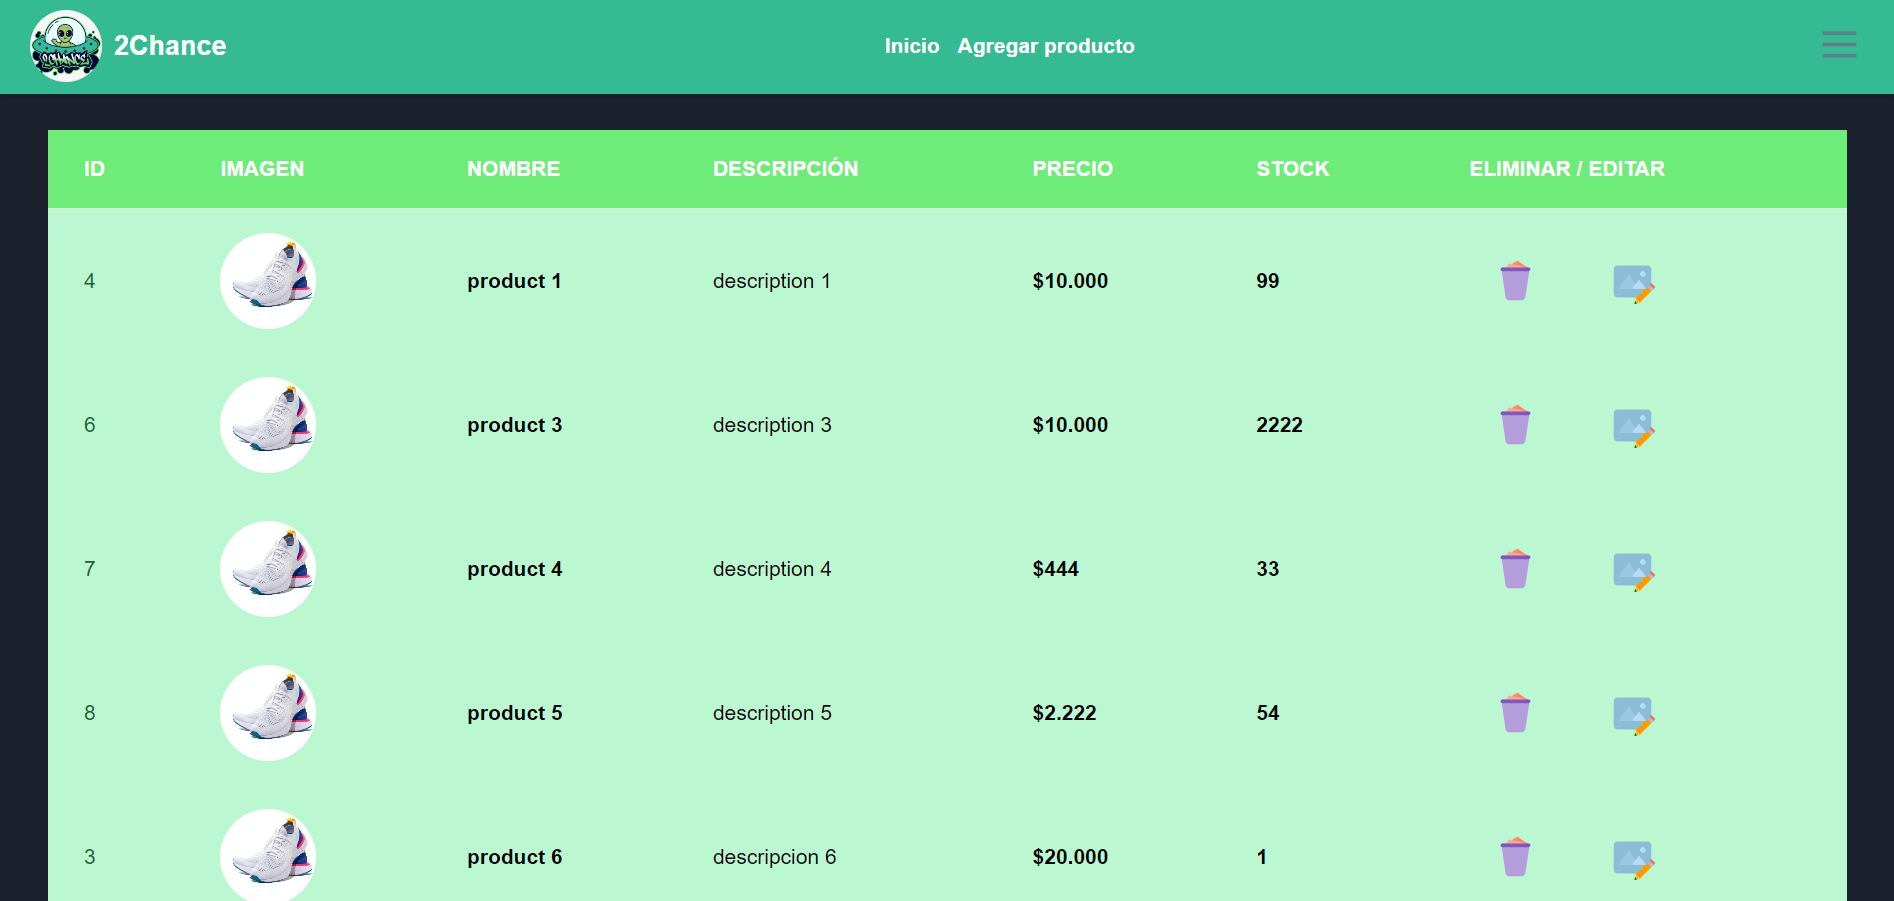 2CHANCE
2Chance
Inicio Agregar producto
ID IMAGEN NOMBRE DESCRIPCIÓN PRECIO STOCK ELIMINAR / EDITAR
4 product 1 description 1 $10.000 99
6 product 3 description 3 $10.000 2222
7 product 4 description 4 $444 33
8 product 5 description 5 $2.222 54
3 product 6 descripcion 6 $20.000 1